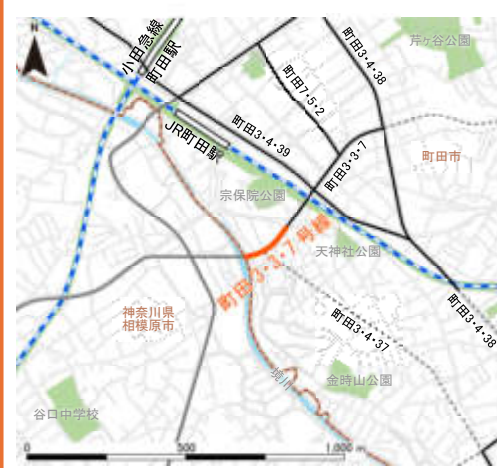 小田急線
町田駅
芦ヶ谷公園
町田3・4・38
町田7・5・2
JR町田駅
町田3・4・39
町田3・3・7
町田市
宗保院公園
天神社公園
町田3・3・7号線
神奈川県
相模原市
町田3・4・37
町田3・4・38
境川
金時山公園
谷口中学校
0
500
1,000 m